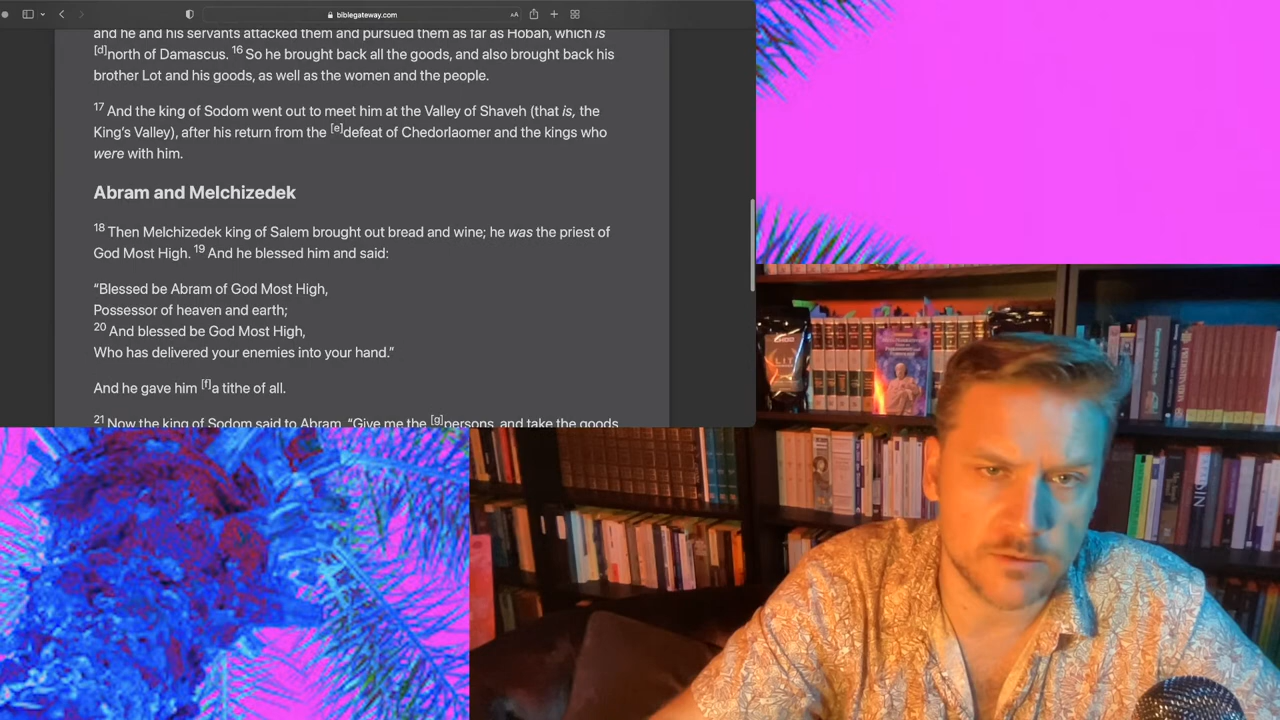 biblegateway.com
and he and his servants attacked them and pursued them as far as Hobah, which is
[d]north of Damascus. 16 So he brought back all the goods, and also brought back his
brother Lot and his goods, as well as the women and the people.
17 And the king of Sodom went out to meet him at the Valley of Shaveh (that is, the
King’s Valley), after his return from the [e]defeat of Chedorlaomer and the kings who
were with him.
Abram and Melchizedek
18 Then Melchizedek king of Salem brought out bread and wine; he was the priest of
God Most High. 19 And he blessed him and said:
“Blessed be Abram of God Most High,
Possessor of heaven and earth;
20 And blessed be God Most High,
Who has delivered your enemies into your hand.”
And he gave him [f]a tithe of all.
21 Now the king of Sodom said to Abram, “Give me the [g]persons, and take the goods